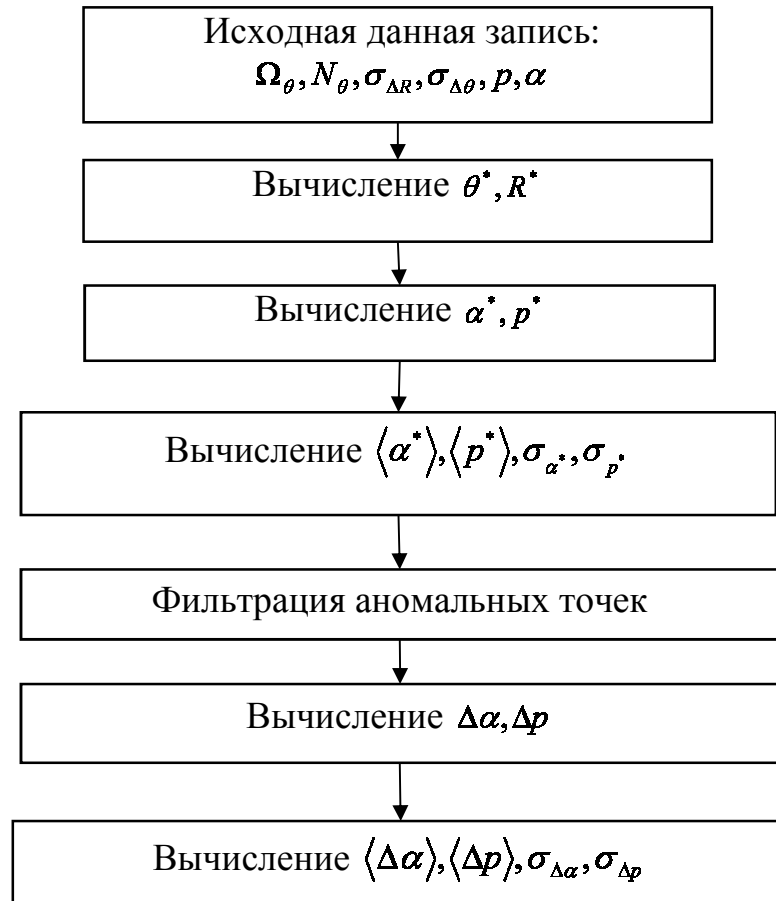 Исходная данная запись:
Ω_θ, N_θ, σ_ΔR, σ_Δθ, p, α
Вычисление θ*, R*
Вычисление α*, p*
Вычисление ⟨α*⟩, ⟨p*⟩, σ_α*, σ_p*
Фильтрация аномальных точек
Вычисление Δα, Δp
Вычисление ⟨Δα⟩, ⟨Δp⟩, σ_Δα, σ_Δp